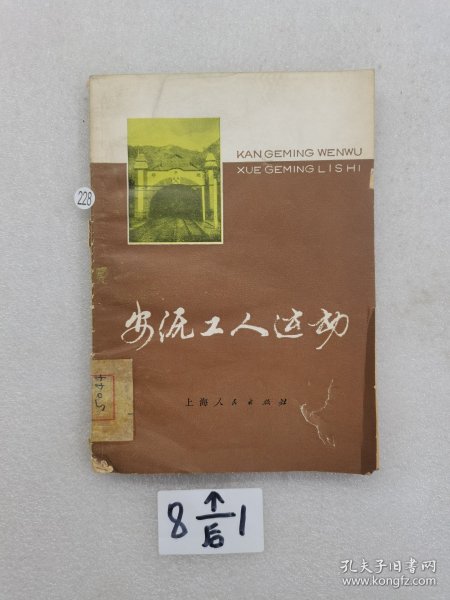 KAN GEMING WENWU
XUE GEMING LISHI
228
安源工人运动
上海人民出版社
8 ↑ 后 1
孔夫子旧书网
www.kongfz.com